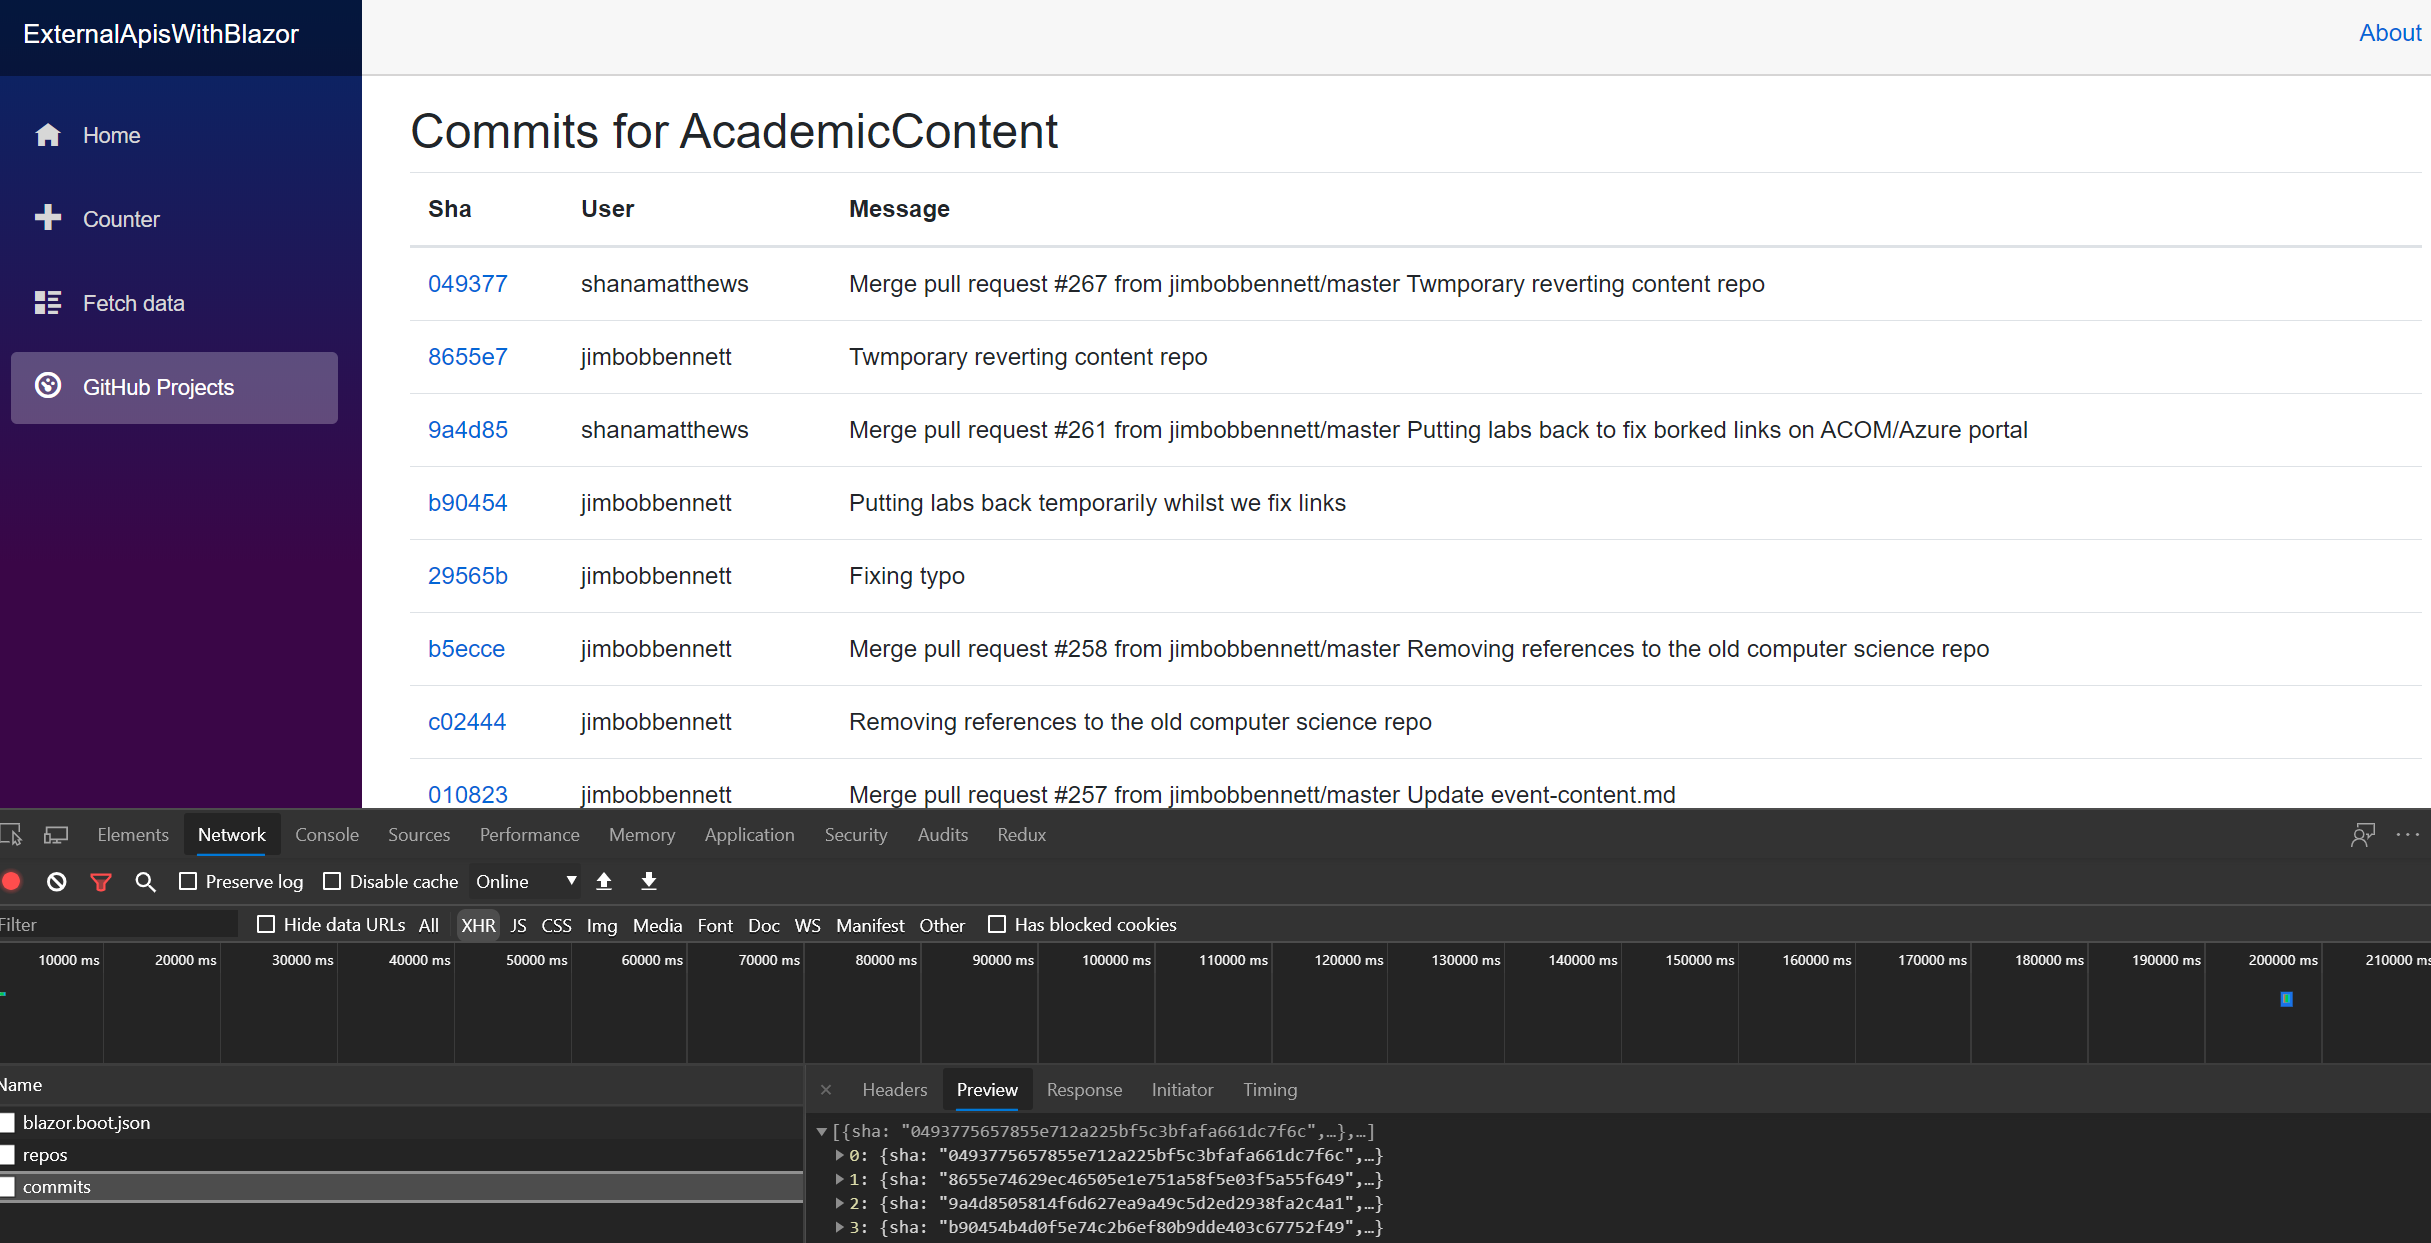 ExternalApisWithBlazor
About
Home
Counter
Fetch data
GitHub Projects
Commits for AcademicContent
Sha User Message
049377 shanamatthews Merge pull request #267 from jimbobbennett/master Twmporary reverting content repo
8655e7 jimbobbennett Twmporary reverting content repo
9a4d85 shanamatthews Merge pull request #261 from jimbobbennett/master Putting labs back to fix borked links on ACOM/Azure portal
b90454 jimbobbennett Putting labs back temporarily whilst we fix links
29565b jimbobbennett Fixing typo
b5ecce jimbobbennett Merge pull request #258 from jimbobbennett/master Removing references to the old computer science repo
c02444 jimbobbennett Removing references to the old computer science repo
010823 jimbobbennett Merge pull request #257 from jimbobbennett/master Update event-content.md
Elements Network Console Sources Performance Memory Application Security Audits Redux
Preserve log Disable cache Online
Filter Hide data URLs All XHR JS CSS Img Media Font Doc WS Manifest Other Has blocked cookies
10000 ms 20000 ms 30000 ms 40000 ms 50000 ms 60000 ms 70000 ms 80000 ms 90000 ms 100000 ms 110000 ms 120000 ms 130000 ms 140000 ms 150000 ms 160000 ms 170000 ms 180000 ms 190000 ms 200000 ms 210000 ms
Name
blazor.boot.json
repos
commits
Headers Preview Response Initiator Timing
[{sha: "0493775657855e712a225bf5c3bfafa661dc7f6c",…},…]
0: {sha: "0493775657855e712a225bf5c3bfafa661dc7f6c",…}
1: {sha: "8655e74629ec46505e1e751a58f5e03f5a55f649",…}
2: {sha: "9a4d8505814f6d627ea9a49c5d2ed2938fa2c4a1",…}
3: {sha: "b90454b4d0f5e74c2b6ef80b9dde403c67752f49",…}